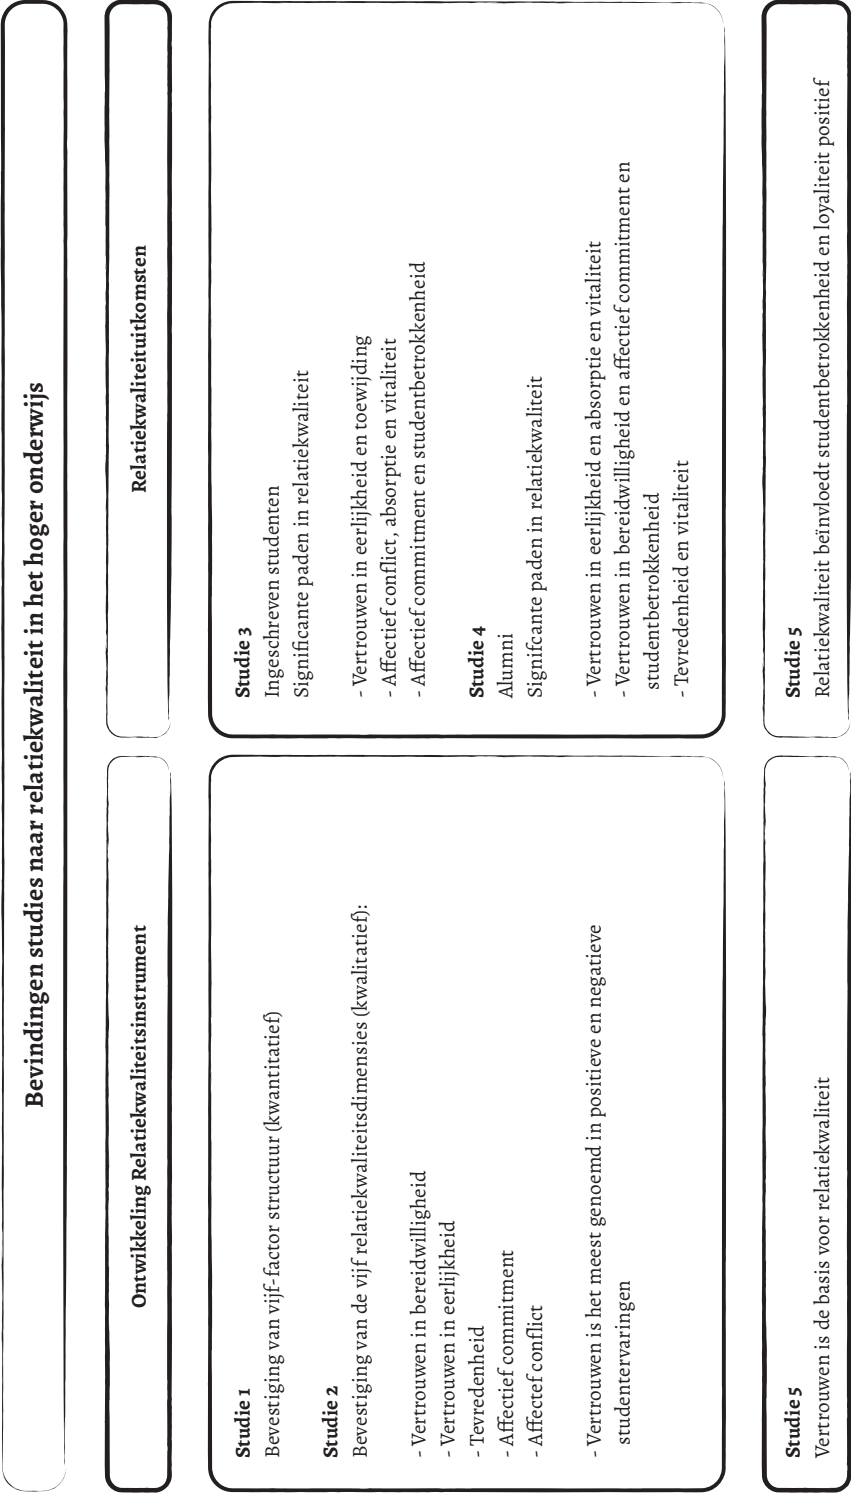 Bevindingen studies naar relatiekwaliteit in het hoger onderwijs
Ontwikkeling Relatiekwaliteitsinstrument
Relatiekwaliteituitkomsten
Studie 1
Bevestiging van vijf-factor structuur (kwantitatief)
Studie 2
Bevestiging van de vijf relatiekwaliteitsdimensies (kwalitatief):
- Vertrouwen in bereidwilligheid
- Vertrouwen in eerlijkheid
- Tevredenheid
- Affectief commitment
- Affectef conflict
- Vertrouwen is het meest genoemd in positieve en negatieve
studentervaringen
Studie 3
Ingeschreven studenten
Significante paden in relatiekwaliteit
- Vertrouwen in eerlijkheid en toewijding
- Affectief conflict, absorptie en vitaliteit
- Affectief commitment en studentbetrokkenheid
Studie 4
Alumni
Signifcante paden in relatiekwaliteit
- Vertrouwen in eerlijkheid en absorptie en vitaliteit
- Vertrouwen in bereidwilligheid en affectief commitment en
studentbetrokkenheid
- Tevredenheid en vitaliteit
Studie 5
Vertrouwen is de basis voor relatiekwaliteit
Studie 5
Relatiekwaliteit beïnvloedt studentbetrokkenheid en loyaliteit positief